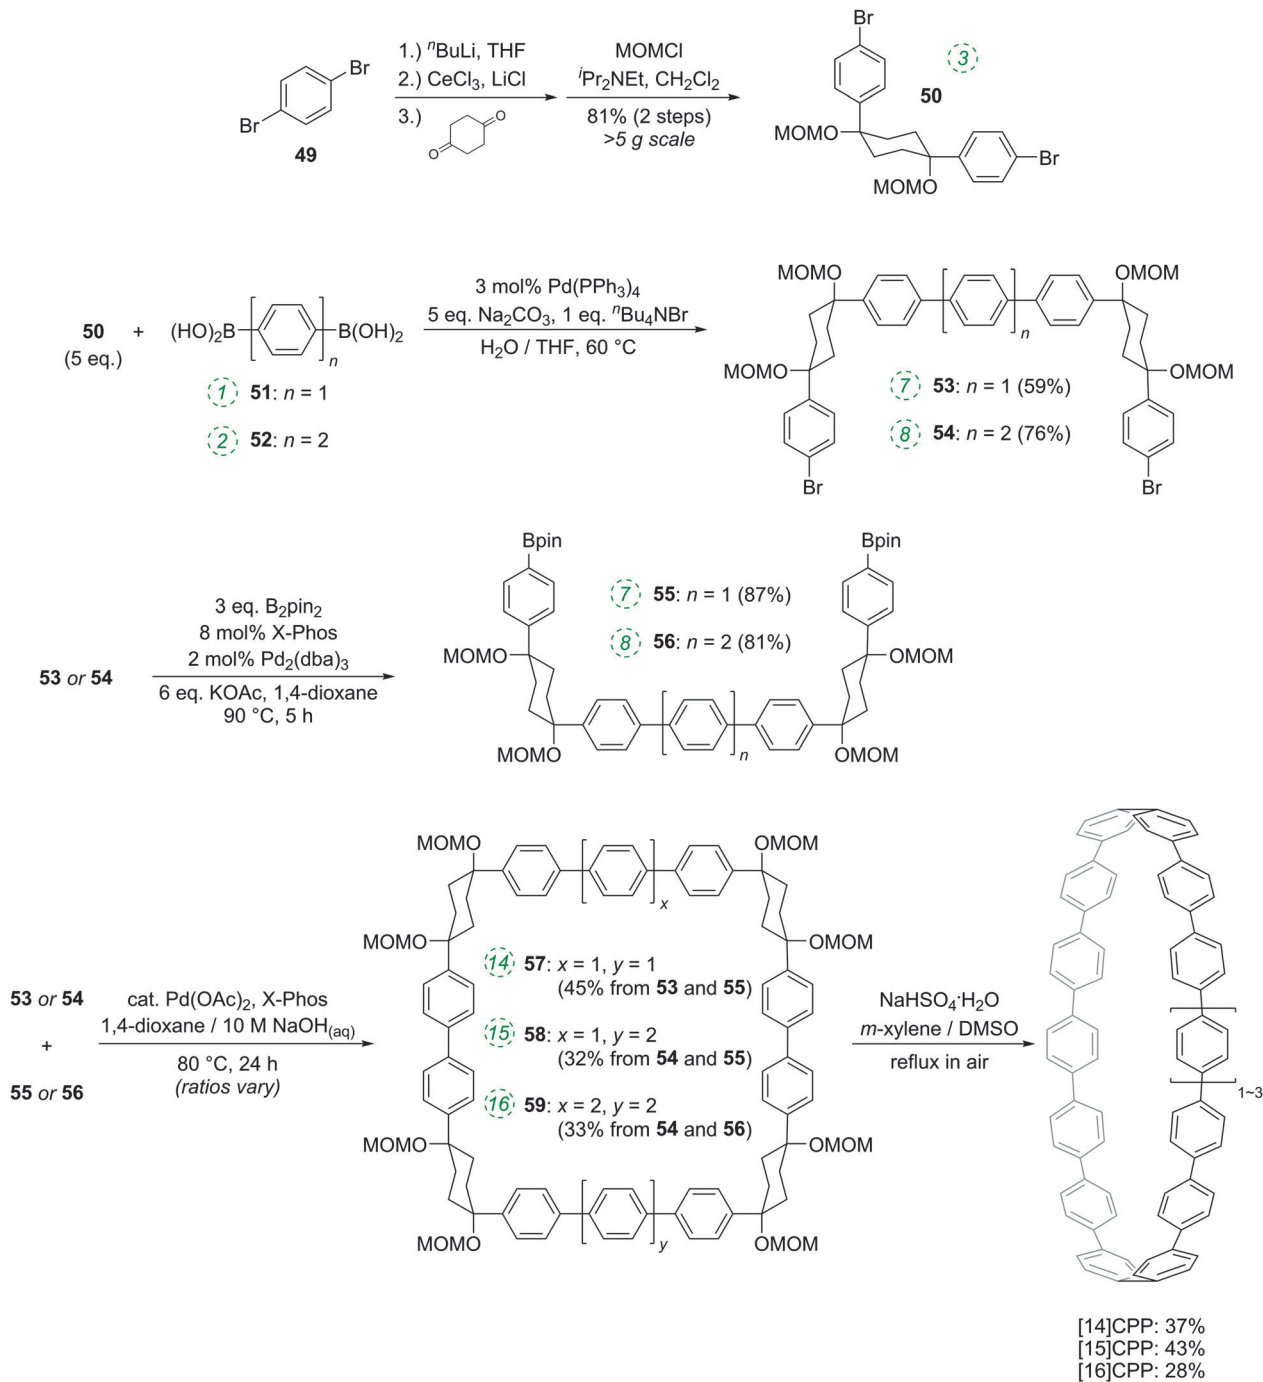 Br
Br
49
1.) ⁿBuLi, THF
2.) CeCl₃, LiCl
3.)
O
O
MOMCl
ⁱPr₂NEt, CH₂Cl₂
81% (2 steps)
>5 g scale
Br
3
50
MOMO
MOMO
Br
50
(5 eq.)
+
(HO)₂B
B(OH)₂
n
1 51: n = 1
2 52: n = 2
3 mol% Pd(PPh₃)₄
5 eq. Na₂CO₃, 1 eq. ⁿBu₄NBr
H₂O / THF, 60 °C
MOMO
OMOM
n
MOMO
OMOM
7 53: n = 1 (59%)
8 54: n = 2 (76%)
Br
Br
53 or 54
3 eq. B₂pin₂
8 mol% X-Phos
2 mol% Pd₂(dba)₃
6 eq. KOAc, 1,4-dioxane
90 °C, 5 h
Bpin
Bpin
7 55: n = 1 (87%)
8 56: n = 2 (81%)
MOMO
OMOM
MOMO
OMOM
n
53 or 54
+
55 or 56
cat. Pd(OAc)₂, X-Phos
1,4-dioxane / 10 M NaOH(aq)
80 °C, 24 h
(ratios vary)
MOMO
OMOM
x
MOMO
OMOM
14 57: x = 1, y = 1
(45% from 53 and 55)
15 58: x = 1, y = 2
(32% from 54 and 55)
16 59: x = 2, y = 2
(33% from 54 and 56)
MOMO
OMOM
MOMO
OMOM
y
NaHSO₄·H₂O
m-xylene / DMSO
reflux in air
1~3
[14]CPP: 37%
[15]CPP: 43%
[16]CPP: 28%